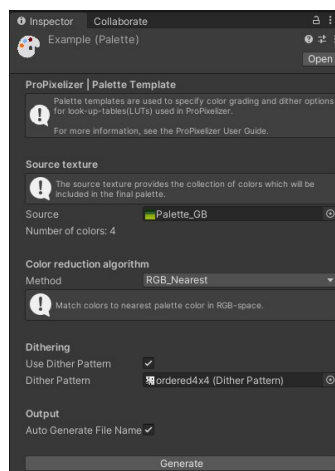 Inspector Collaborate
Example (Palette)
Open
ProPixelizer | Palette Template
Palette templates are used to specify color grading and dither options
for look-up-tables(LUTs) used in ProPixelizer.
For more information, see the ProPixelizer User Guide.
Source texture
The source texture provides the collection of colors which will be
included in the final palette.
Source Palette_GB
Number of colors: 4
Color reduction algorithm
Method RGB_Nearest
Match colors to nearest palette color in RGB-space.
Dithering
Use Dither Pattern
Dither Pattern ordered4x4 (Dither Pattern)
Output
Auto Generate File Name
Generate